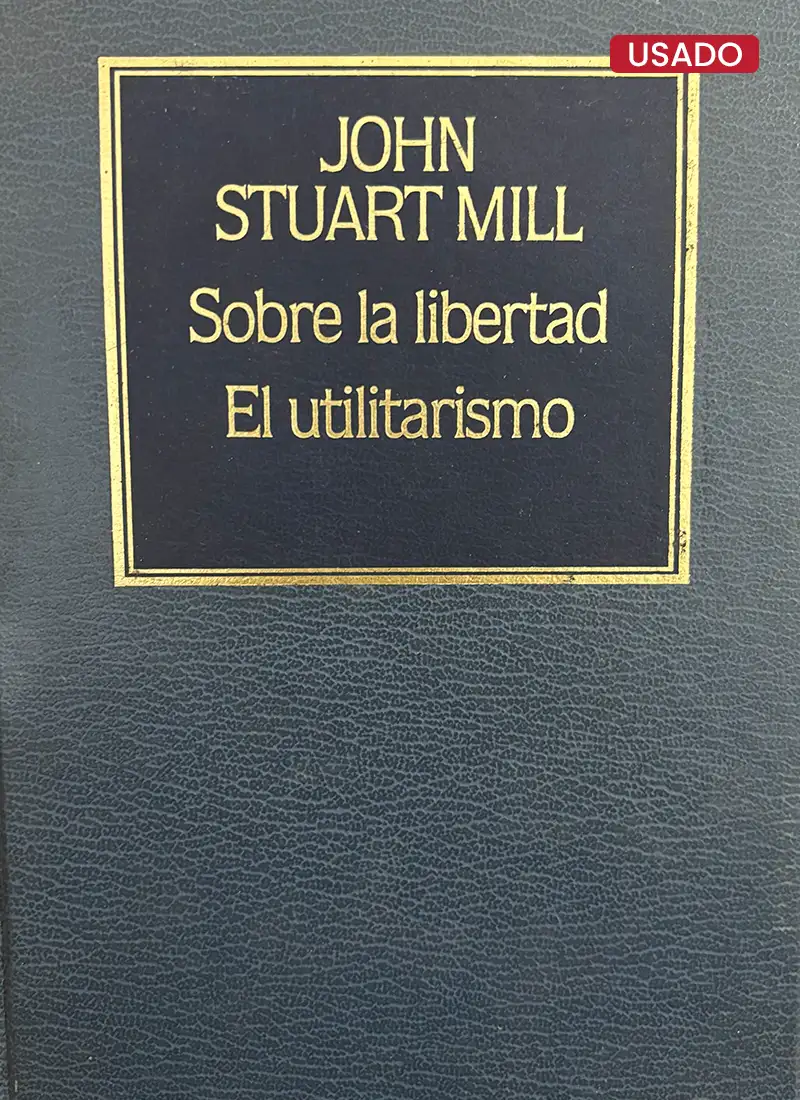 USADO
JOHN
STUART MILL
Sobre la libertad
El utilitarismo